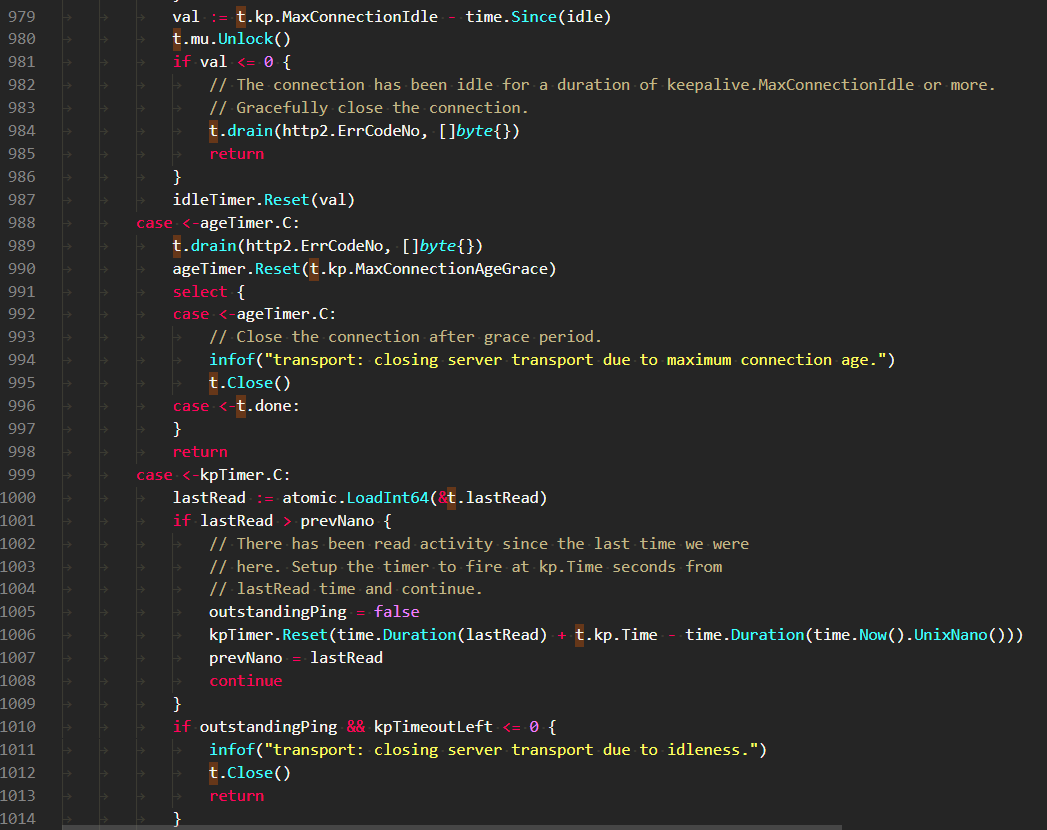 979 val := t.kp.MaxConnectionIdle - time.Since(idle)
980 t.mu.Unlock()
981 if val <= 0 {
982 // The connection has been idle for a duration of keepalive.MaxConnectionIdle or more.
983 // Gracefully close the connection.
984 t.drain(http2.ErrCodeNo, []byte{})
985 return
986 }
987 idleTimer.Reset(val)
988 case <-ageTimer.C:
989 t.drain(http2.ErrCodeNo, []byte{})
990 ageTimer.Reset(t.kp.MaxConnectionAgeGrace)
991 select {
992 case <-ageTimer.C:
993 // Close the connection after grace period.
994 infof("transport: closing server transport due to maximum connection age.")
995 t.Close()
996 case <-t.done:
997 }
998 return
999 case <-kpTimer.C:
1000 lastRead := atomic.LoadInt64(&t.lastRead)
1001 if lastRead > prevNano {
1002 // There has been read activity since the last time we were
1003 // here. Setup the timer to fire at kp.Time seconds from
1004 // lastRead time and continue.
1005 outstandingPing = false
1006 kpTimer.Reset(time.Duration(lastRead) + t.kp.Time - time.Duration(time.Now().UnixNano()))
1007 prevNano = lastRead
1008 continue
1009 }
1010 if outstandingPing && kpTimeoutLeft <= 0 {
1011 infof("transport: closing server transport due to idleness.")
1012 t.Close()
1013 return
1014 }